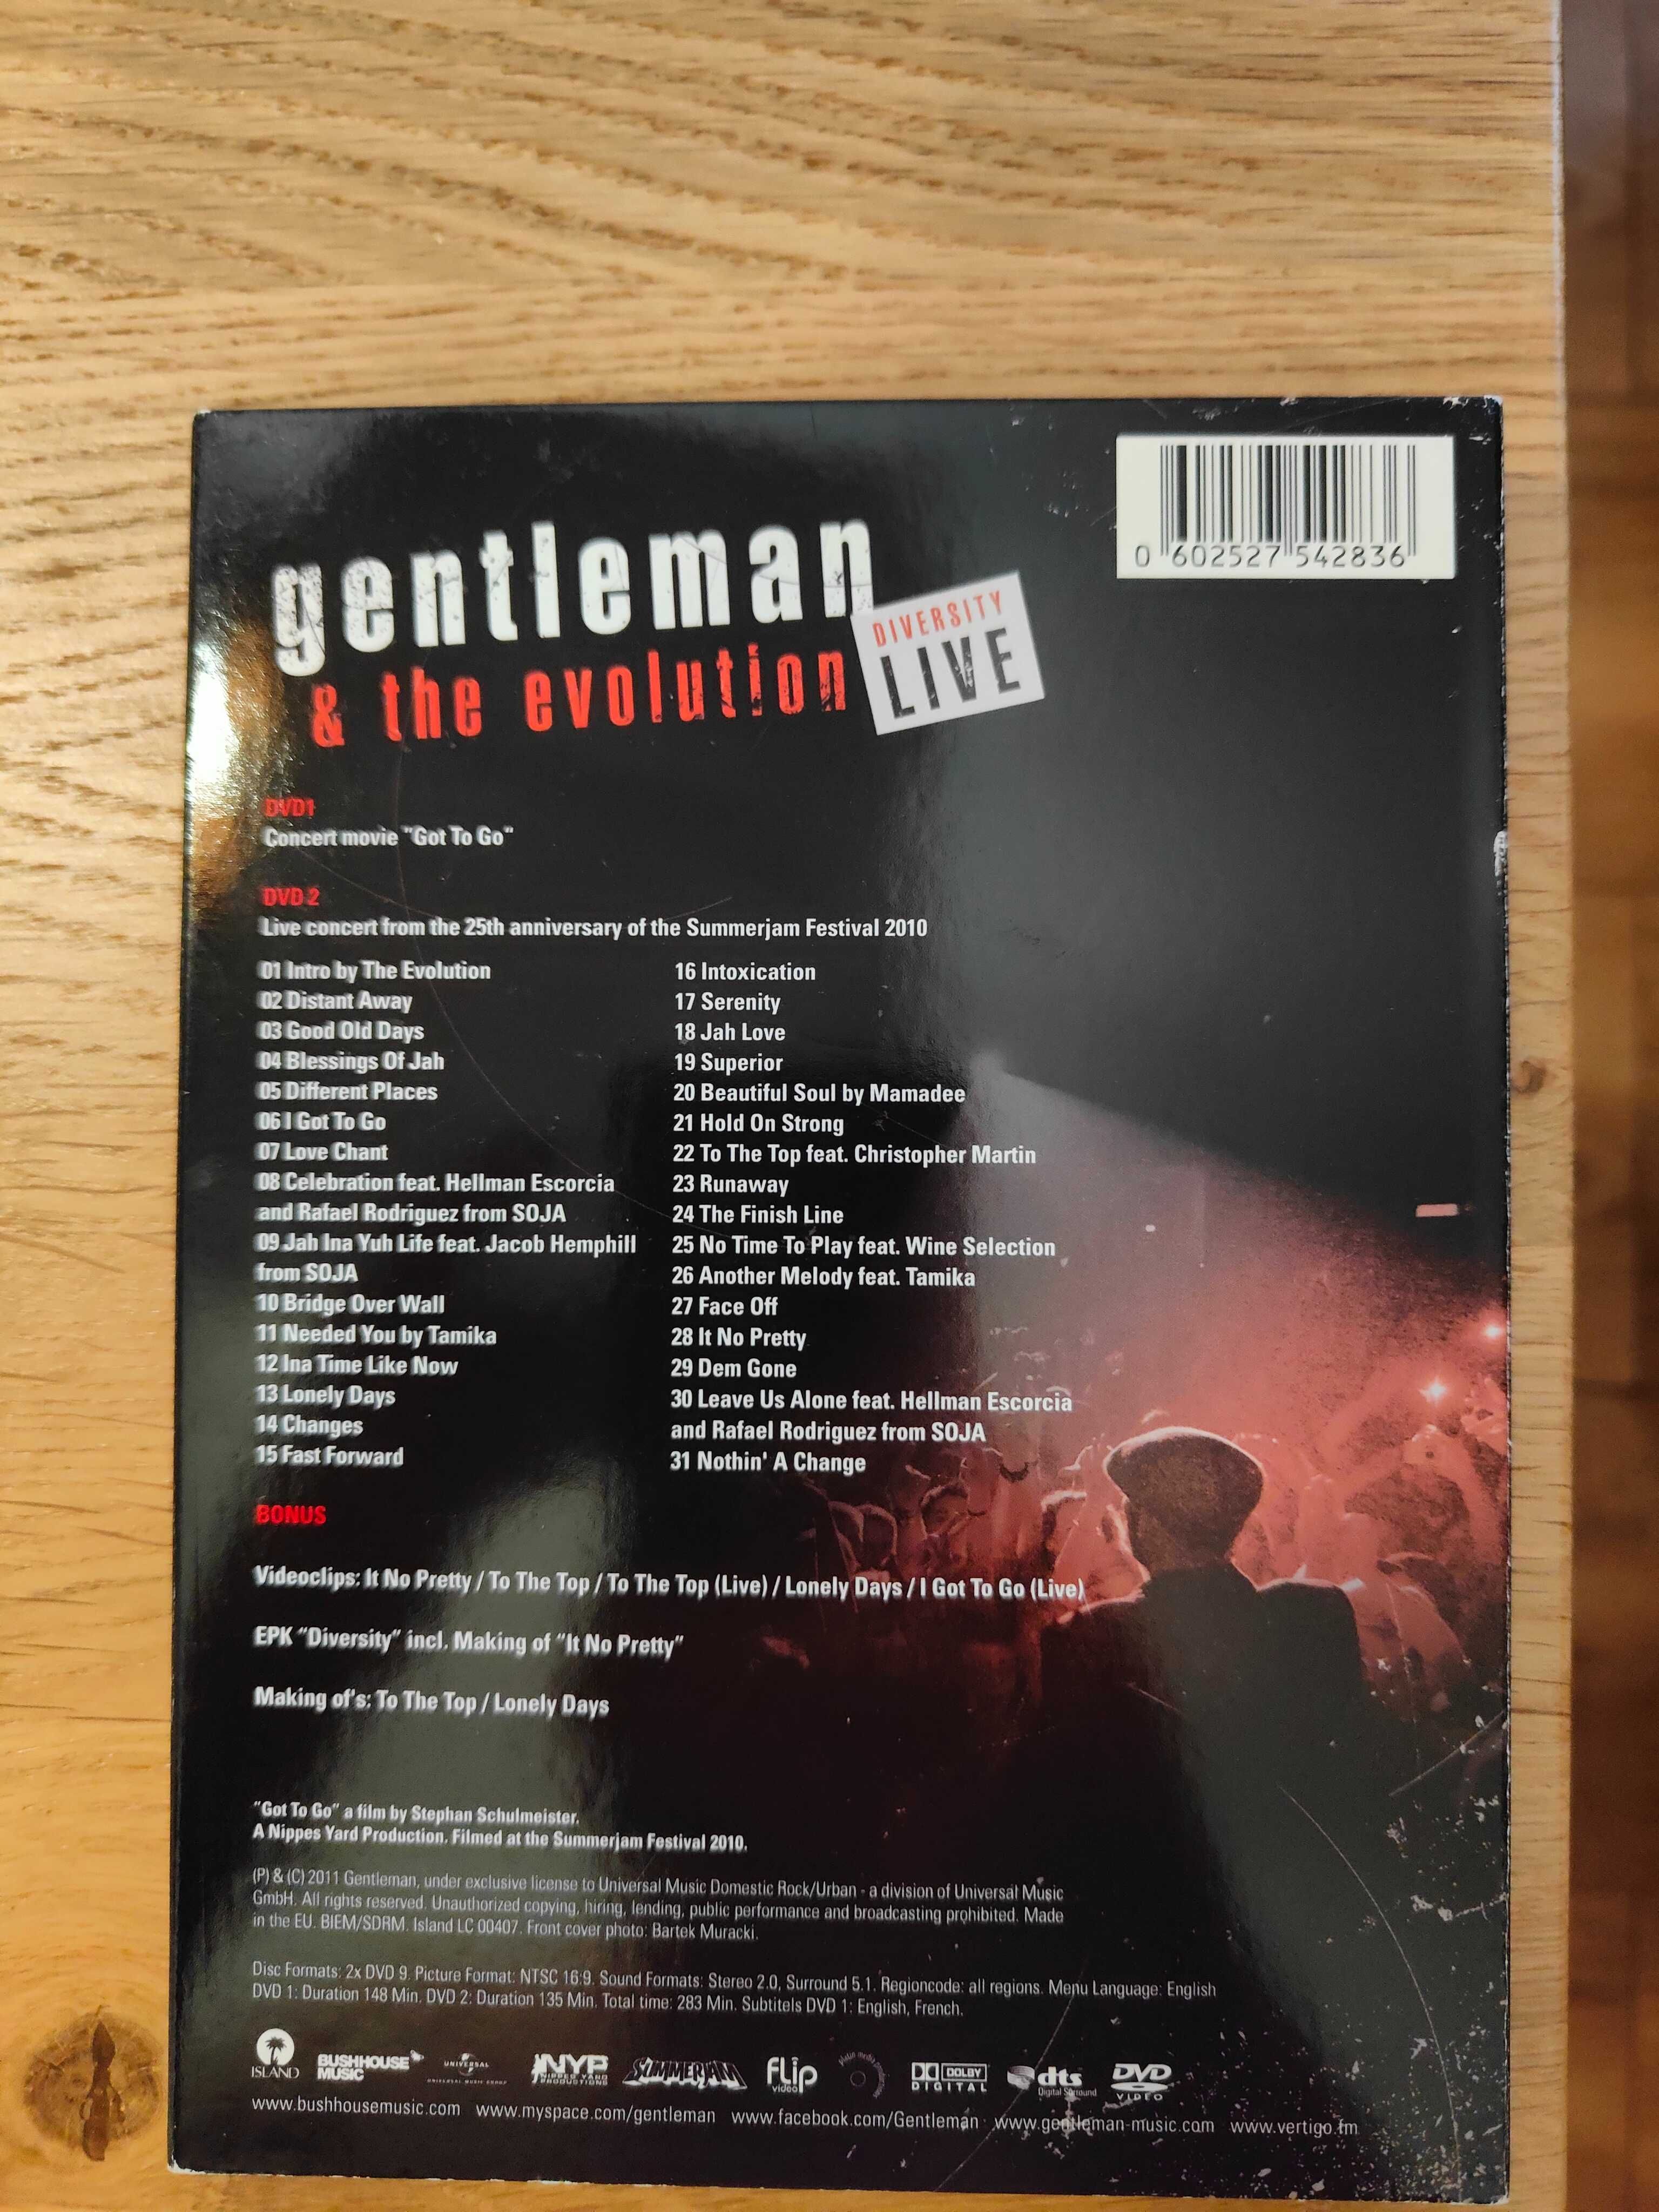 0 602527 542836
gentleman
& the evolution
DIVERSITY
LIVE
DVD1
Concert movie "Got To Go"
DVD 2
Live concert from the 25th anniversary of the Summerjam Festival 2010
01 Intro by The Evolution
02 Distant Away
03 Good Old Days
04 Blessings Of Jah
05 Different Places
06 I Got To Go
07 Love Chant
08 Celebration feat. Hellman Escorcia
and Rafael Rodriguez from SOJA
09 Jah Ina Yuh Life feat. Jacob Hemphill
from SOJA
10 Bridge Over Wall
11 Needed You by Tamika
12 Ina Time Like Now
13 Lonely Days
14 Changes
15 Fast Forward
16 Intoxication
17 Serenity
18 Jah Love
19 Superior
20 Beautiful Soul by Mamadee
21 Hold On Strong
22 To The Top feat. Christopher Martin
23 Runaway
24 The Finish Line
25 No Time To Play feat. Wine Selection
26 Another Melody feat. Tamika
27 Face Off
28 It No Pretty
29 Dem Gone
30 Leave Us Alone feat. Hellman Escorcia
and Rafael Rodriguez from SOJA
31 Nothin' A Change
BONUS
Videoclips: It No Pretty / To The Top / To The Top (Live) / Lonely Days / I Got To Go (Live)
EPK “Diversity” incl. Making of “It No Pretty”
Making of's: To The Top / Lonely Days
“Got To Go” a film by Stephan Schulmeister.
A Nippes Yard Production. Filmed at the Summerjam Festival 2010.
(P) & (C) 2011 Gentleman, under exclusive license to Universal Music Domestic Rock/Urban - a division of Universal Music
GmbH. All rights reserved. Unauthorized copying, hiring, lending, public performance and broadcasting prohibited. Made
in the EU. BIEM/SDRM. Island LC 00407. Front cover photo: Bartek Muracki.
Disc Formats: 2x DVD 9. Picture Format: NTSC 16:9. Sound Formats: Stereo 2.0, Surround 5.1. Regioncode: all regions. Menu Language: English
DVD 1: Duration 148 Min. DVD 2: Duration 135 Min. Total time: 283 Min. Subtitels DVD 1: English, French.
ISLAND
BUSHHOUSE
MUSIC
UNIVERSAL
UNIVERSAL MUSIC GROUP
NYP
NIPPES YARD
PRODUCTIONS
SUMMERJAM
FLip
video
DOLBY
DIGITAL
dts
Digital Surround
DVD
VIDEO
www.bushhousemusic.com www.myspace.com/gentleman www.facebook.com/Gentleman www.gentleman-music.com www.vertigo.fm